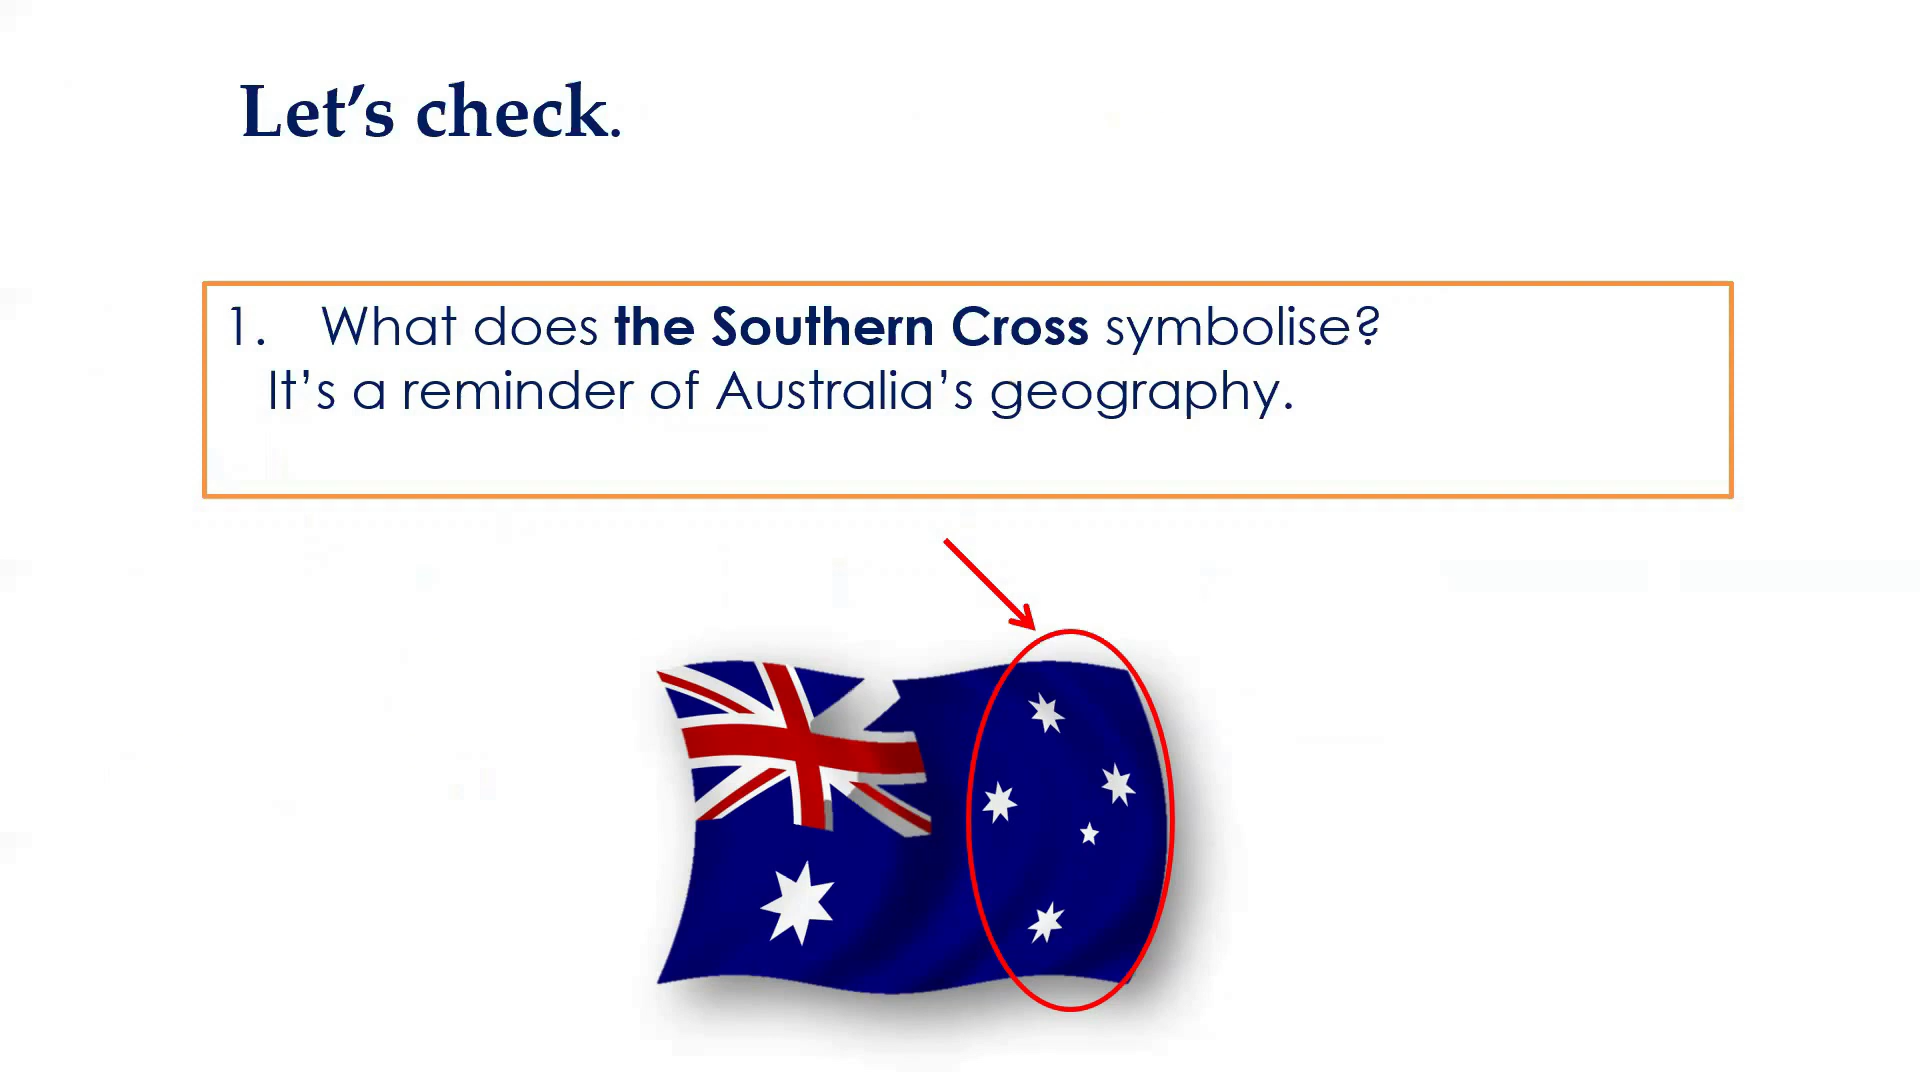 Let’s check.
1. What does the Southern Cross symbolise?
It’s a reminder of Australia’s geography.